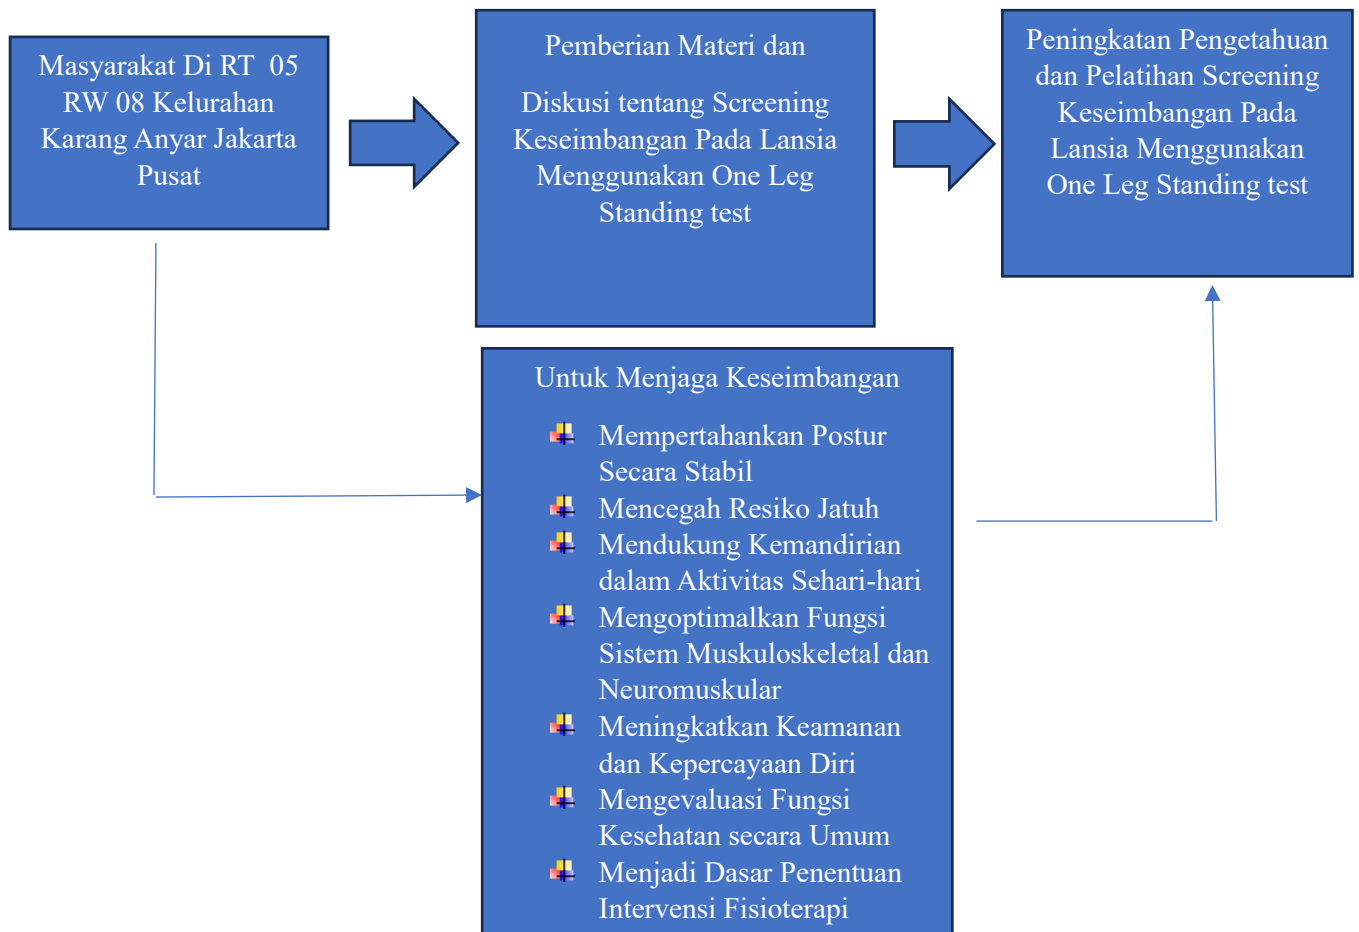 Masyarakat Di RT  05
RW 08 Kelurahan
Karang Anyar Jakarta
Pusat
Pemberian Materi dan
Diskusi tentang Screening
Keseimbangan Pada Lansia
Menggunakan One Leg
Standing test
Peningkatan Pengetahuan
dan Pelatihan Screening
Keseimbangan Pada
Lansia Menggunakan
One Leg Standing test
Untuk Menjaga Keseimbangan
Mempertahankan Postur
Secara Stabil
Mencegah Resiko Jatuh
Mendukung Kemandirian
dalam Aktivitas Sehari-hari
Mengoptimalkan Fungsi
Sistem Muskuloskeletal dan
Neuromuskular
Meningkatkan Keamanan
dan Kepercayaan Diri
Mengevaluasi Fungsi
Kesehatan secara Umum
Menjadi Dasar Penentuan
Intervensi Fisioterapi